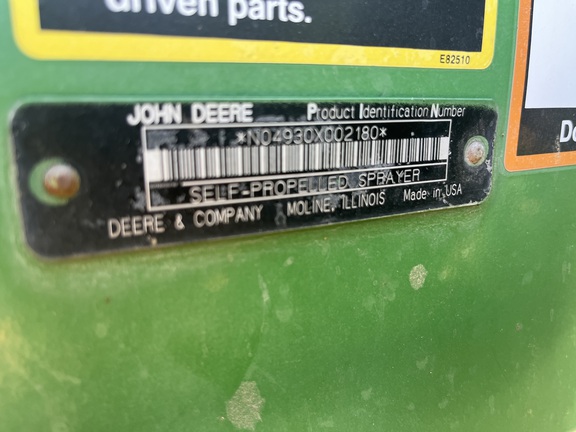 driven parts.
E82510
JOHN DEERE Product Identification Number
*N04930X002180*
SELF-PROPELLED SPRAYER
DEERE & COMPANY MOLINE, ILLINOIS Made in USA